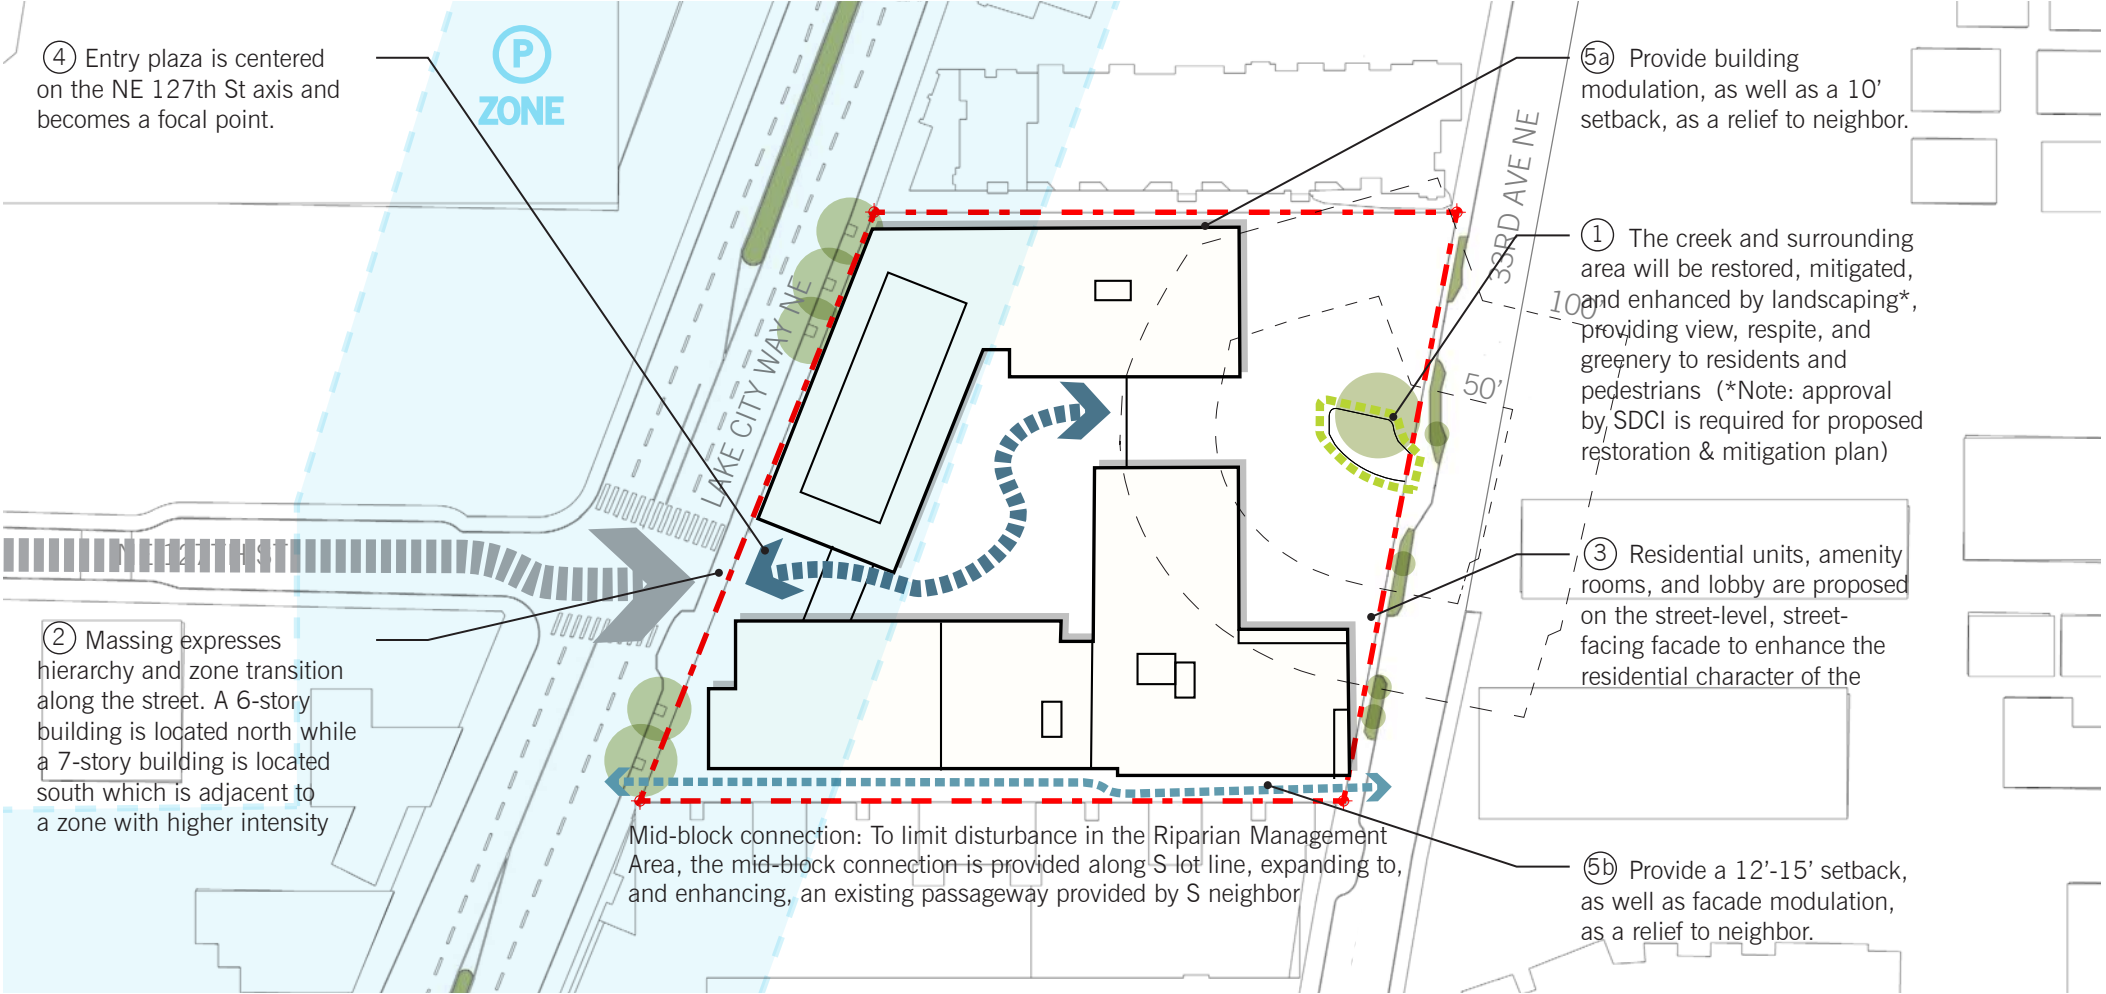 ④ Entry plaza is centered
on the NE 127th St axis and
becomes a focal point.
P
ZONE
5a Provide building
modulation, as well as a 10’
setback, as a relief to neighbor.
33RD AVE NE
① The creek and surrounding
area will be restored, mitigated,
and enhanced by landscaping*,
providing view, respite, and
greenery to residents and
pedestrians (*Note: approval
by SDCI is required for proposed
restoration & mitigation plan)
100’
50’
LAKE CITY WAY NE
NE 127TH ST
③ Residential units, amenity
rooms, and lobby are proposed
on the street-level, street-
facing facade to enhance the
residential character of the
② Massing expresses
hierarchy and zone transition
along the street. A 6-story
building is located north while
a 7-story building is located
south which is adjacent to
a zone with higher intensity
Mid-block connection: To limit disturbance in the Riparian Management
Area, the mid-block connection is provided along S lot line, expanding to,
and enhancing, an existing passageway provided by S neighbor
5b Provide a 12’-15’ setback,
as well as facade modulation,
as a relief to neighbor.